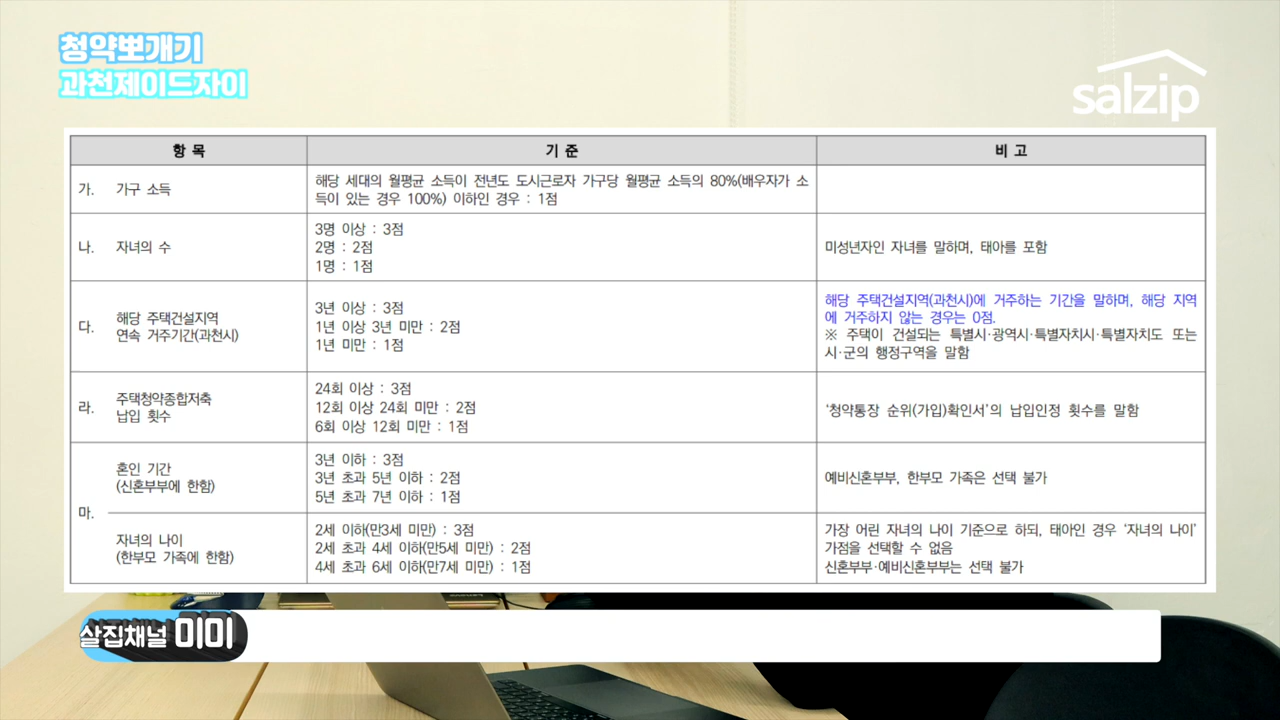 청약뽀개기
과천제이드자이
salzip
항 목
기 준
비 고
가. 가구 소득
해당 세대의 월평균 소득이 전년도 도시근로자 가구당 월평균 소득의 80%(배우자가 소
득이 있는 경우 100%) 이하인 경우 : 1점
나. 자녀의 수
3명 이상 : 3점
2명 : 2점
1명 : 1점
미성년자인 자녀를 말하며, 태아를 포함
다. 해당 주택건설지역
연속 거주기간(과천시)
3년 이상 : 3점
1년 이상 3년 미만 : 2점
1년 미만 : 1점
해당 주택건설지역(과천시)에 거주하는 기간을 말하며, 해당 지역
에 거주하지 않는 경우는 0점.
※ 주택이 건설되는 특별시·광역시·특별자치시·특별자치도 또는
시·군의 행정구역을 말함
라. 주택청약종합저축
납입 횟수
24회 이상 : 3점
12회 이상 24회 미만 : 2점
6회 이상 12회 미만 : 1점
‘청약통장 순위(가입)확인서’의 납입인정 횟수를 말함
마.
혼인 기간
(신혼부부에 한함)
3년 이하 : 3점
3년 초과 5년 이하 : 2점
5년 초과 7년 이하 : 1점
예비신혼부부, 한부모 가족은 선택 불가
자녀의 나이
(한부모 가족에 한함)
2세 이하(만3세 미만) : 3점
2세 초과 4세 이하(만5세 미만) : 2점
4세 초과 6세 이하(만7세 미만) : 1점
가장 어린 자녀의 나이 기준으로 하되, 태아인 경우 ‘자녀의 나이’
가점을 선택할 수 없음
신혼부부·예비신혼부부는 선택 불가
살집채널 미미